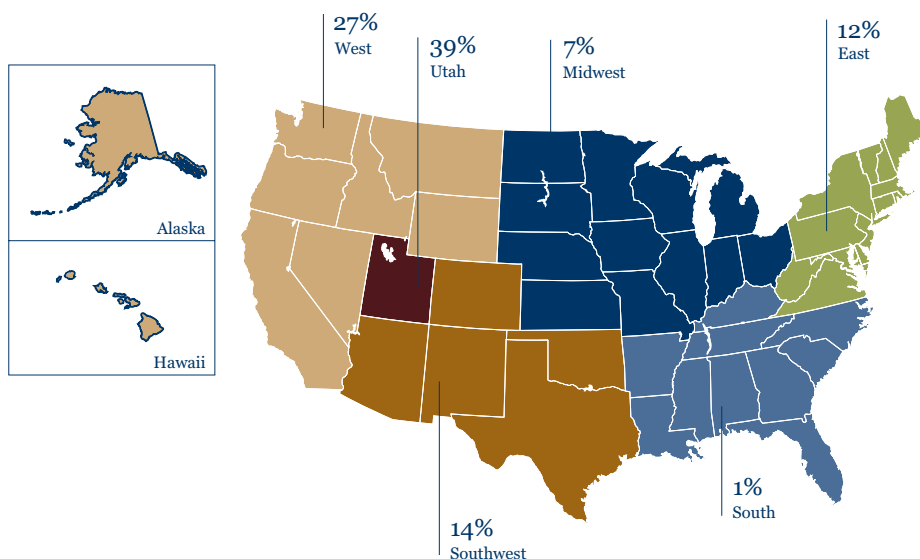 27%
West
39%
Utah
7%
Midwest
12%
East
Alaska
Hawaii
1%
South
14%
Southwest